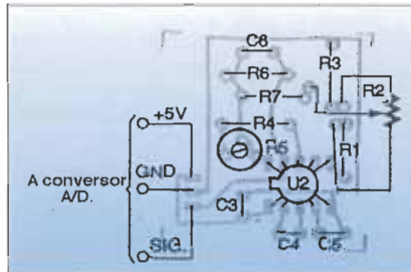 C6
R3
R6
R2
R7
+5V
R4
R5
R1
GND
A conversor
A/D.
U2
C3
SIG.
C4
C5